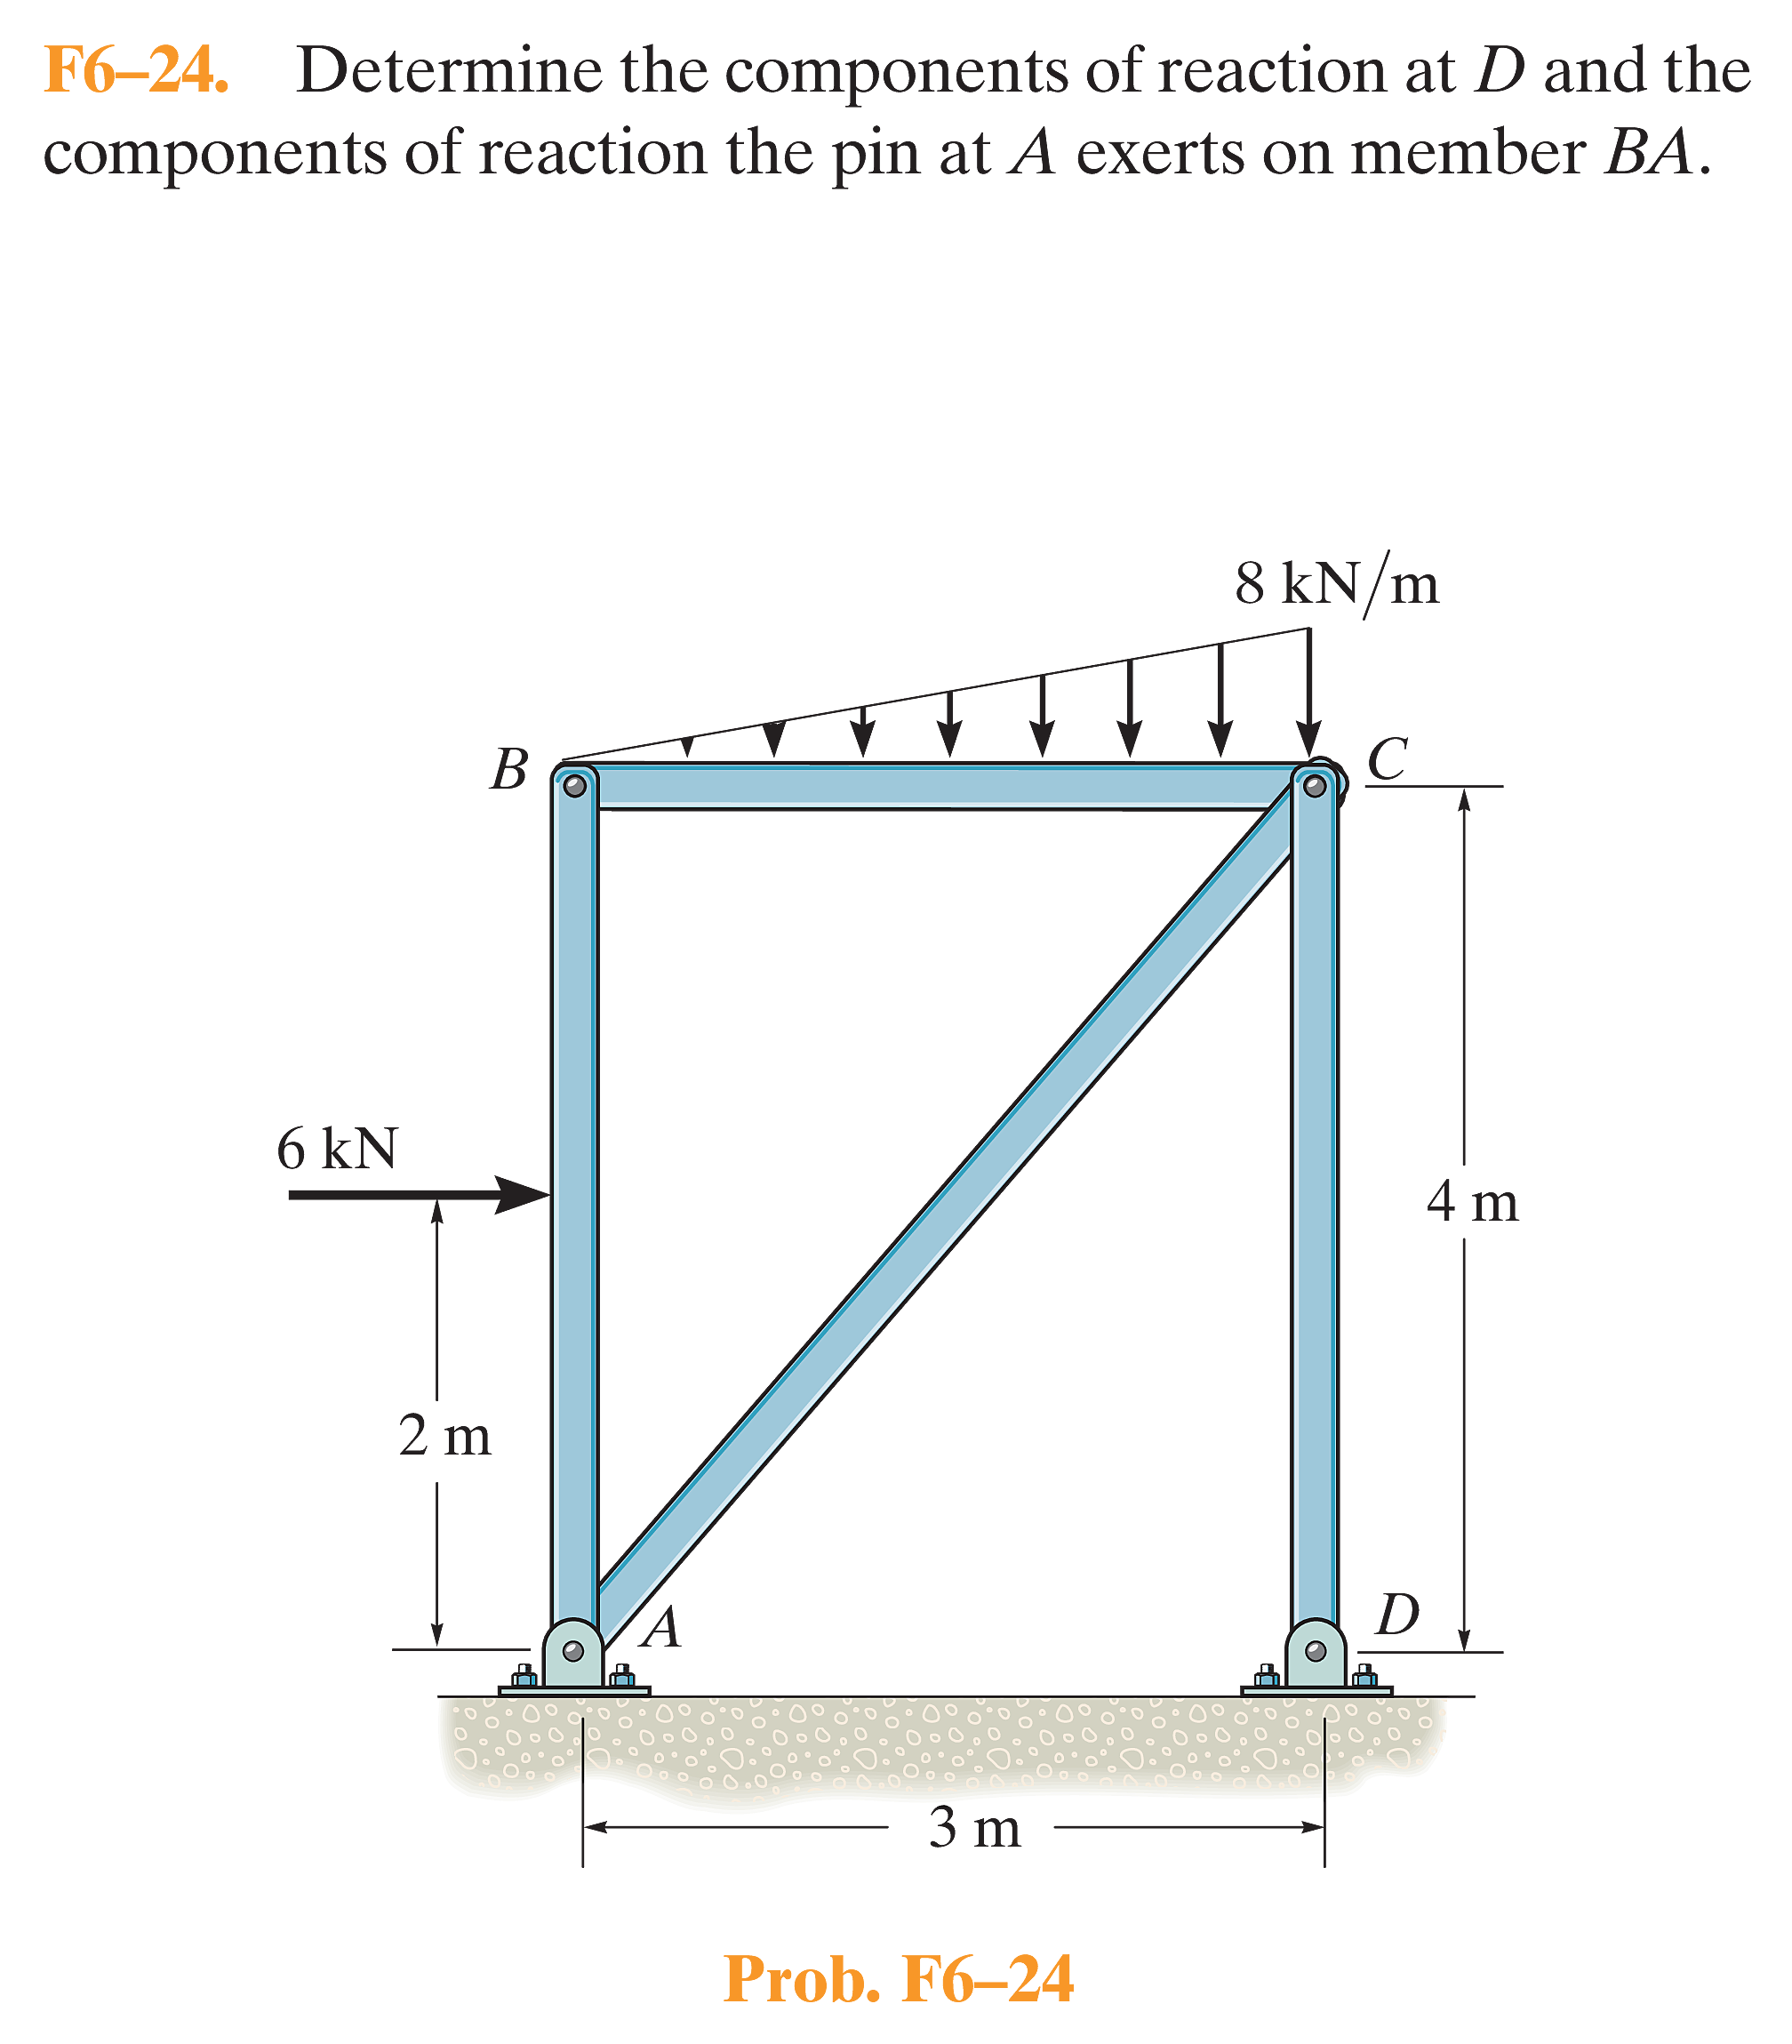 F6–24. Determine the components of reaction at D and the
components of reaction the pin at A exerts on member BA.
8 kN/m
B
C
6 kN
4 m
2 m
A
D
3 m
Prob. F6–24